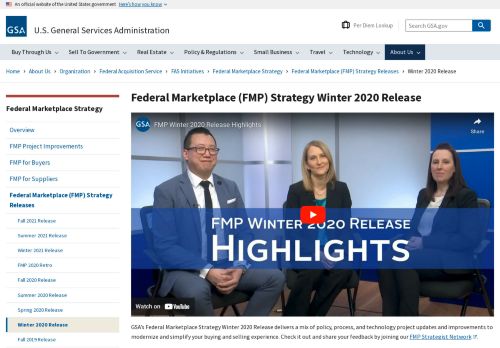 An official website of the United States government Here's how you know
GSA
U.S. General Services Administration
Per Diem Lookup
Search GSA.gov
Buy Through Us
Sell To Government
Real Estate
Policy & Regulations
Small Business
Travel
Technology
About Us
Home › About Us › Organization › Federal Acquisition Service › FAS Initiatives › Federal Marketplace Strategy › Federal Marketplace (FMP) Strategy Releases › Winter 2020 Release
Federal Marketplace Strategy
Overview
FMP Project Improvements
FMP for Buyers
FMP for Suppliers
Federal Marketplace (FMP) Strategy
Releases
Fall 2021 Release
Summer 2021 Release
Winter 2021 Release
FMP 2020 Retro
Fall 2020 Release
Summer 2020 Release
Spring 2020 Release
Winter 2020 Release
Fall 2019 Release
Federal Marketplace (FMP) Strategy Winter 2020 Release
GSA
FMP Winter 2020 Release Highlights
Share
FMP Winter 2020 Release
Highlights
Watch on YouTube
GSA's Federal Marketplace Strategy Winter 2020 Release delivers a mix of policy, process, and technology project updates and improvements to
modernize and simplify your buying and selling experience. Check it out and share your feedback by joining our FMP Strategist Network.